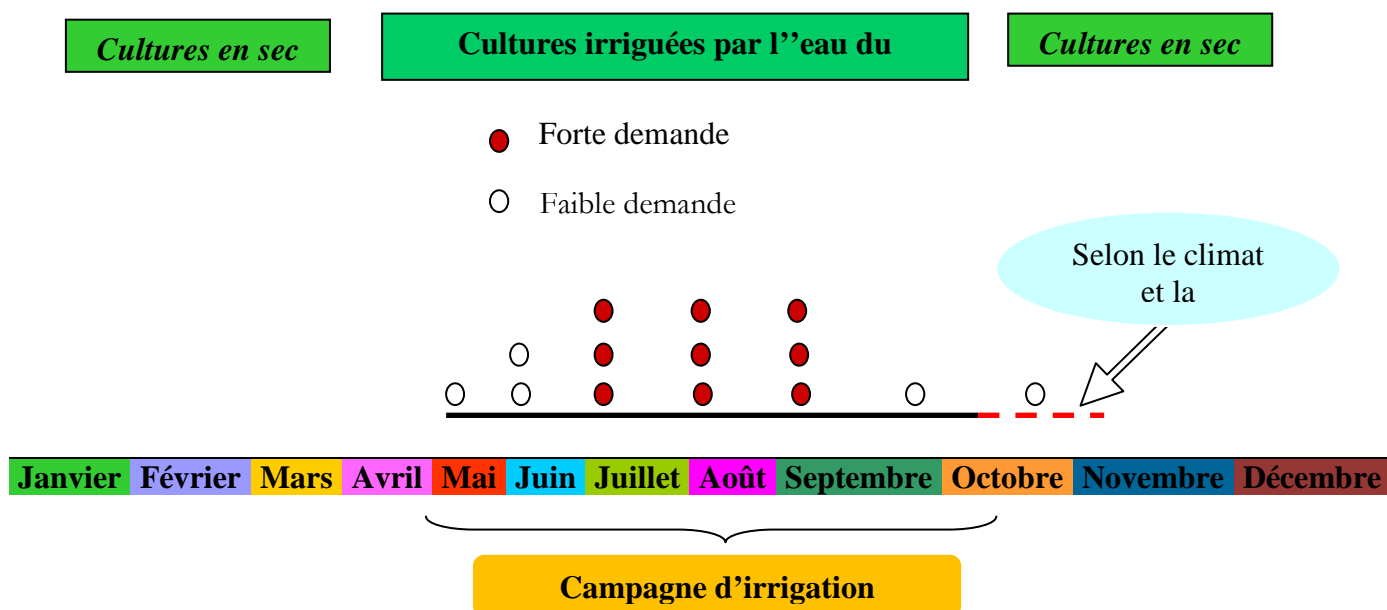 Cultures en sec
Cultures irriguées par l’’eau du
Cultures en sec
Forte demande
Faible demande
Selon le climat
et la
Janvier Février Mars Avril Mai Juin Juillet Août Septembre Octobre Novembre Décembre
Campagne d’irrigation